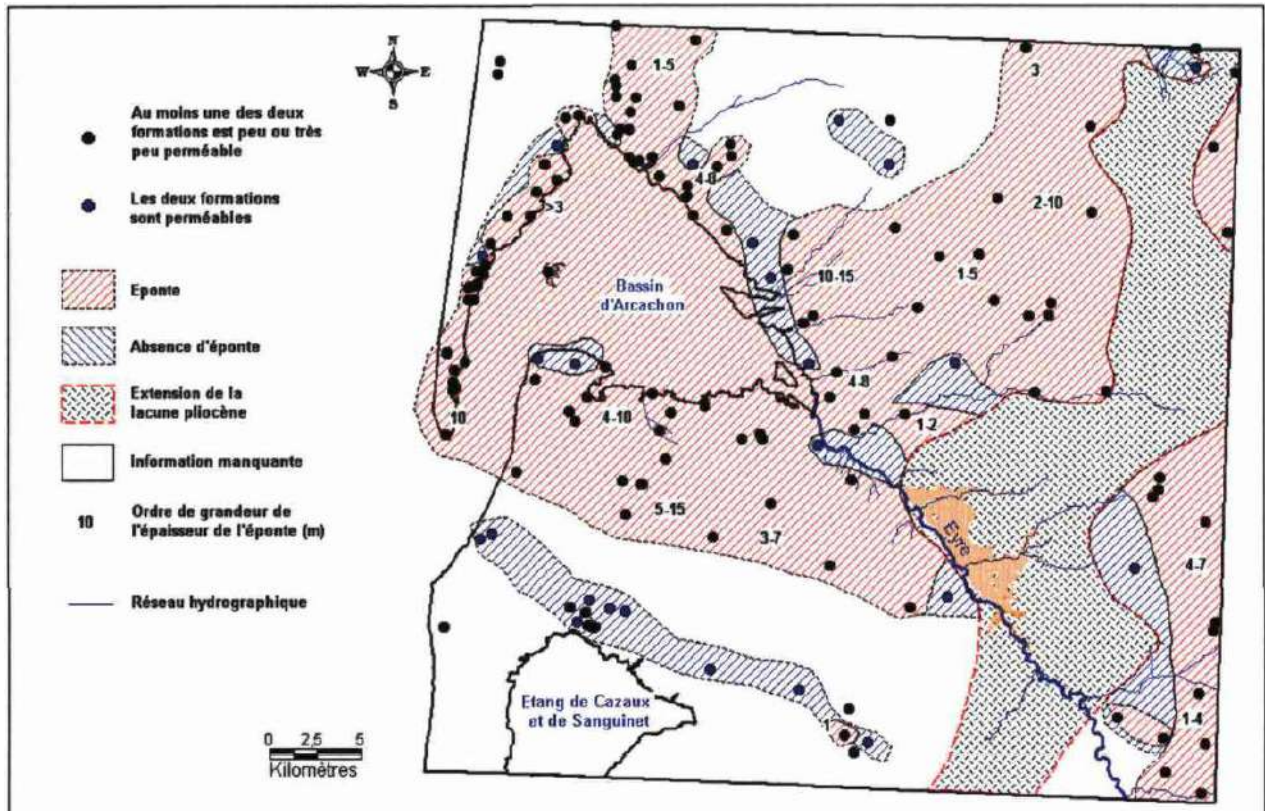 N
W E
S
Au moins une des deux
formations est peu ou très
peu perméable
Les deux formations
sont perméables
Eponte
Absence d'éponte
Extension de la
lacune pliocène
Information manquante
10 Ordre de grandeur de
l'épaisseur de l'éponte (m)
Réseau hydrographique
0 2,5 5
Kilomètres
1-5
3
4-8
>3
2-10
10-15
1-5
Bassin
d'Arcachon
4-8
10
4-10
1-2
5-15
3-7
Eyre
4-7
Etang de Cazaux
et de Sanguinet
1
1-4